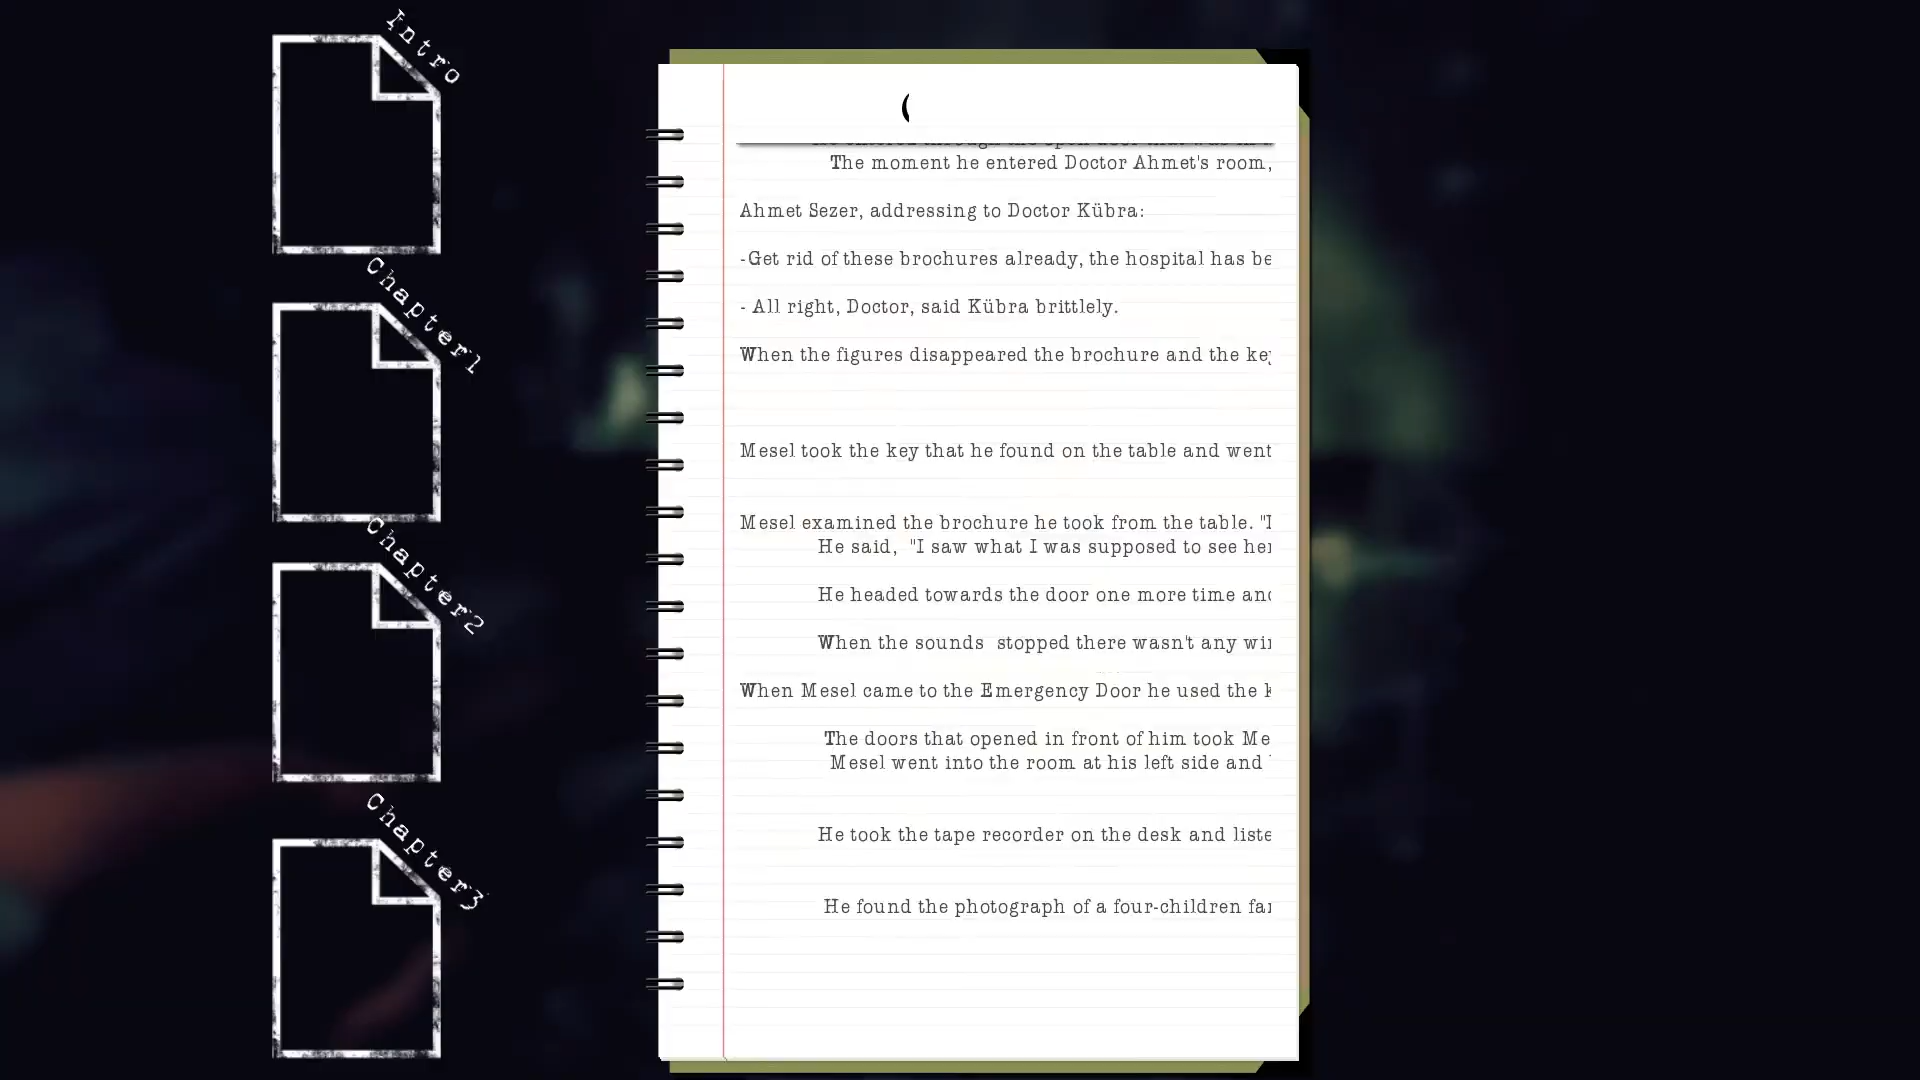 Intro
Chapter1
Chapter2
Chapter3
(
The moment he entered Doctor Ahmet's room,
Ahmet Sezer, addressing to Doctor Kübra:
-Get rid of these brochures already, the hospital has be
- All right, Doctor, said Kübra brittlely.
When the figures disappeared the brochure and the key
Mesel took the key that he found on the table and went
Mesel examined the brochure he took from the table. "I
He said, "I saw what I was supposed to see her
He headed towards the door one more time and
When the sounds stopped there wasn't any win
When Mesel came to the Emergency Door he used the k
The doors that opened in front of him took Me
Mesel went into the room at his left side and
He took the tape recorder on the desk and liste
He found the photograph of a four-children fa